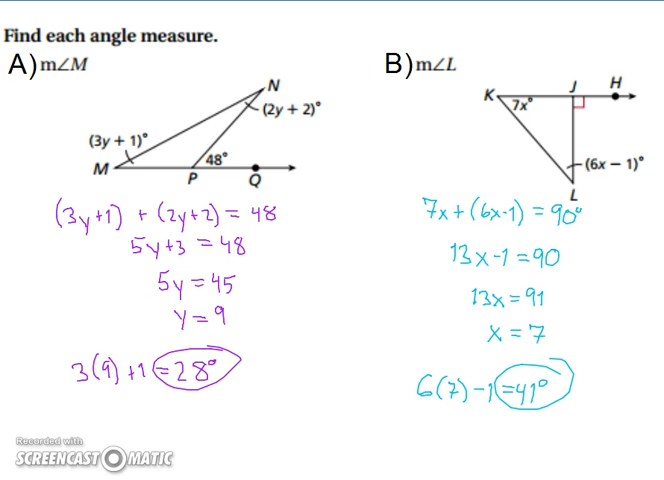 Find each angle measure.
A) m∠M
B) m∠L
N
(2y + 2)°
(3y + 1)°
48°
M
P
Q
K
J
H
7x°
(6x − 1)°
L
(3y+1) + (2y+2) = 48
5y+3 = 48
5y = 45
y = 9
3(9) +1 = 28°
7x + (6x-1) = 90°
13x-1 = 90
13x = 91
x = 7
6(7) -1 = 41°
Recorded with
SCREENCAST O MATIC